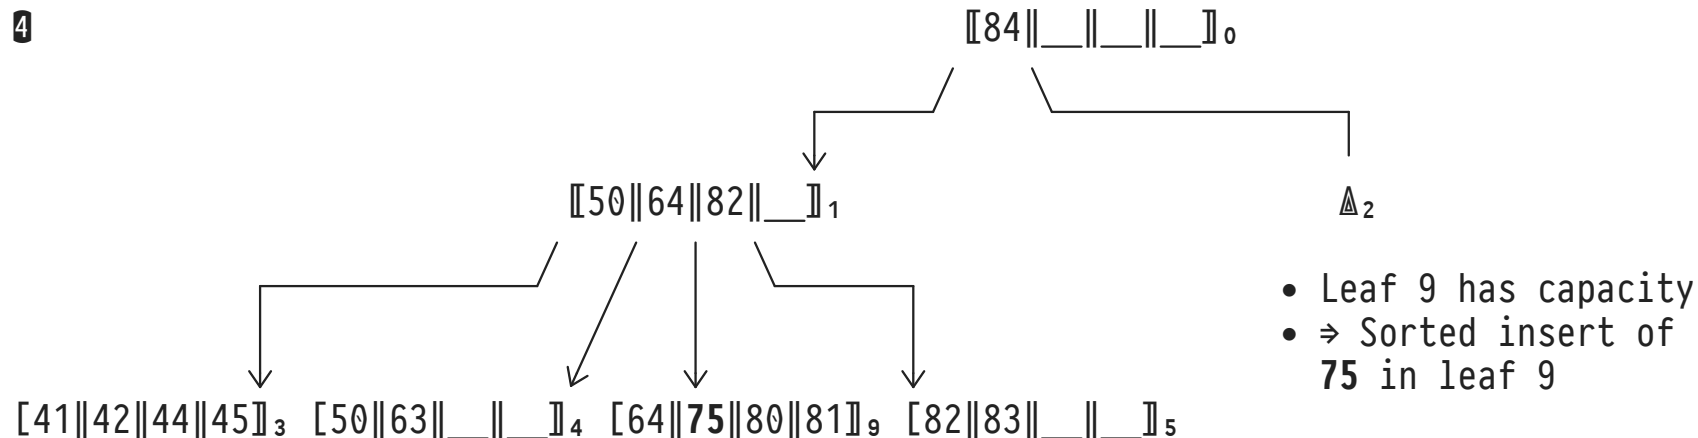 4
⟦84‖__‖__‖__⟧₀
⟦50‖64‖82‖__⟧₁
◬₂
• Leaf 9 has capacity
• ⇒ Sorted insert of
75 in leaf 9
[41‖42‖44‖45⟧₃ [50‖63‖__‖__⟧₄ [64‖75‖80‖81⟧₉ [82‖83‖__‖__⟧₅